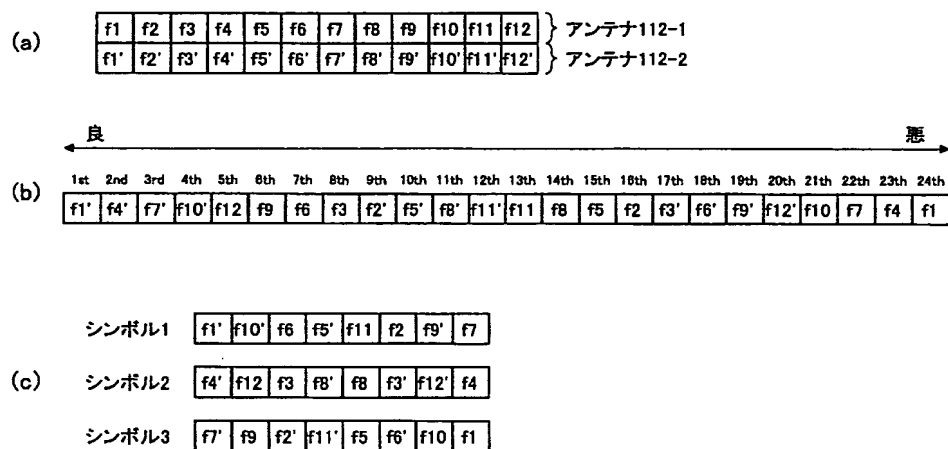 (a)
f1 f2 f3 f4 f5 f6 f7 f8 f9 f10 f11 f12 アンテナ112-1
f1' f2' f3' f4' f5' f6' f7' f8' f9' f10' f11' f12' アンテナ112-2
良 悪
(b)
1st 2nd 3rd 4th 5th 6th 7th 8th 9th 10th 11th 12th 13th 14th 15th 16th 17th 18th 19th 20th 21th 22th 23th 24th
f1' f4' f7' f10' f12 f9 f6 f3 f2' f5' f8' f11' f11 f8 f5 f2 f3' f6' f9' f12' f10 f7 f4 f1
(c)
シンボル1 f1' f10' f6 f5' f11 f2 f9' f7
シンボル2 f4' f12 f3 f8' f8 f3' f12' f4
シンボル3 f7' f9 f2' f11' f5 f6' f10 f1